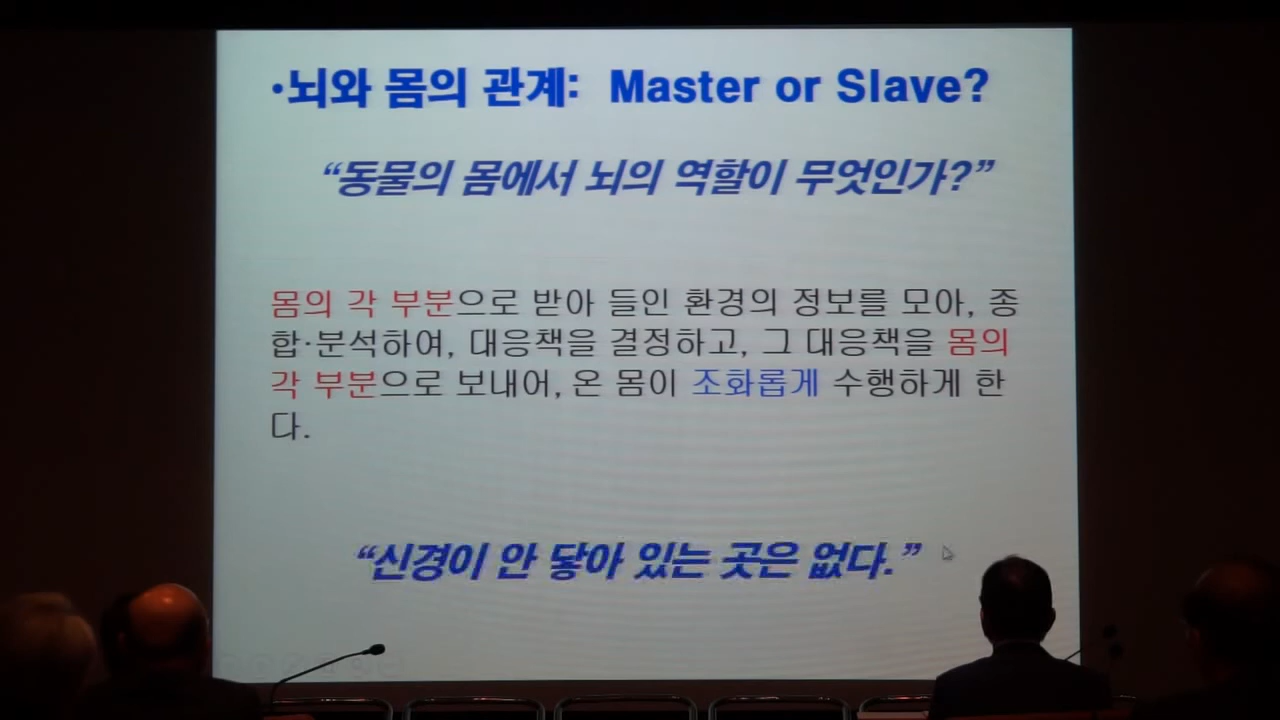 •뇌와 몸의 관계: Master or Slave?
“동물의 몸에서 뇌의 역할이 무엇인가?”
몸의 각 부분으로 받아 들인 환경의 정보를 모아, 종
합·분석하여, 대응책을 결정하고, 그 대응책을 몸의
각 부분으로 보내어, 온 몸이 조화롭게 수행하게 한
다.
“신경이 안 닿아 있는 곳은 없다.”